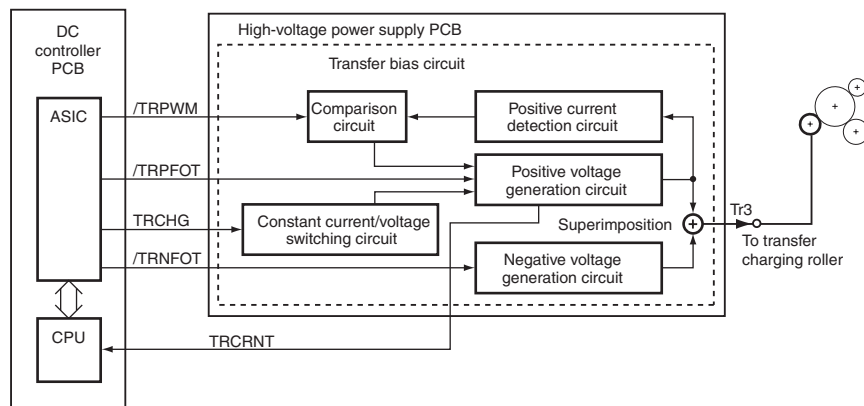 DC
controller
PCB
High-voltage power supply PCB
Transfer bias circuit
ASIC
/TRPWM
Comparison
circuit
Positive current
detection circuit
/TRPFOT
Positive voltage
generation circuit
TRCHG
Constant current/voltage
switching circuit
Superimposition
Tr3
To transfer
charging roller
/TRNFOT
Negative voltage
generation circuit
CPU
TRCRNT